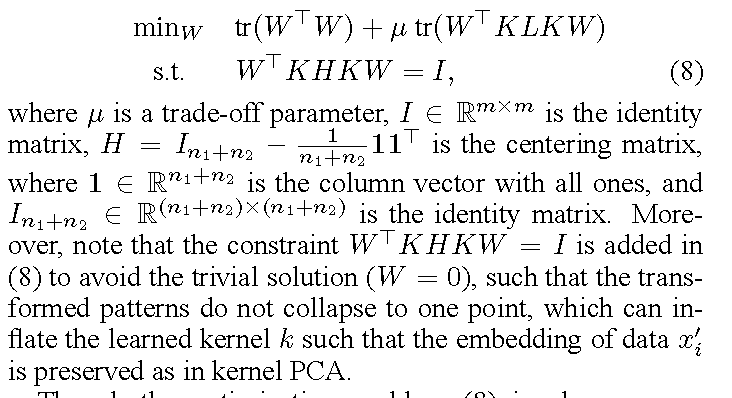 min_W tr(W^⊤W) + μ tr(W^⊤KLKW)
s.t. W^⊤KHKW = I, (8)
where μ is a trade-off parameter, I ∈ ℝ^{m×m} is the identity
matrix, H = I_{n₁+n₂} − \frac{1}{n₁+n₂}11^⊤ is the centering matrix,
where 1 ∈ ℝ^{n₁+n₂} is the column vector with all ones, and
I_{n₁+n₂} ∈ ℝ^{(n₁+n₂)×(n₁+n₂)} is the identity matrix. More-
over, note that the constraint W^⊤KHKW = I is added in
(8) to avoid the trivial solution (W = 0), such that the trans-
formed patterns do not collapse to one point, which can in-
flate the learned kernel k such that the embedding of data x′_i
is preserved as in kernel PCA.